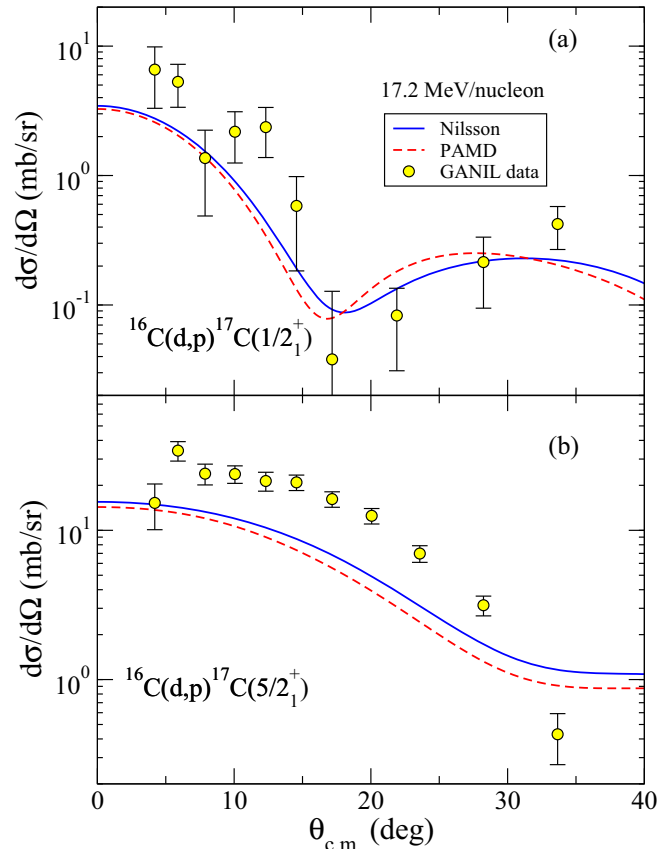 (a)
17.2 MeV/nucleon
Nilsson
PAMD
GANIL data
10¹
10⁰
10⁻¹
dσ/dΩ (mb/sr)
¹⁶C(d,p)¹⁷C(1/2₁⁺)
(b)
10¹
10⁰
dσ/dΩ (mb/sr)
¹⁶C(d,p)¹⁷C(5/2₁⁺)
0 10 20 30 40
θc.m. (deg)